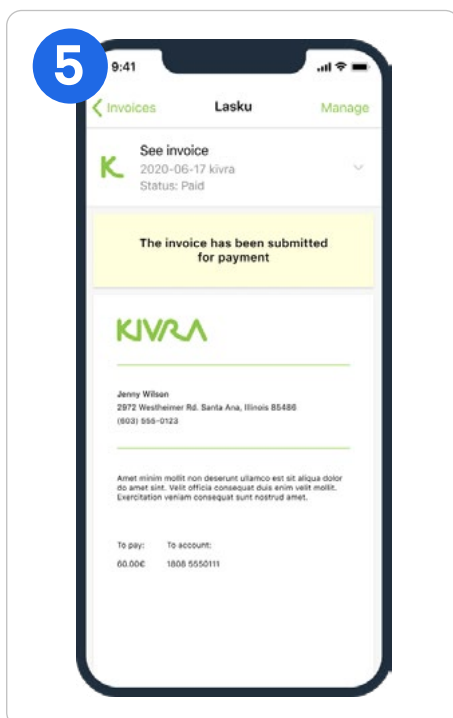 5
9:41
Invoices
Lasku
Manage
See invoice
2020-06-17 kivra
Status: Paid
The invoice has been submitted
for payment
KIVRA
Jenny Wilson
2972 Westheimer Rd. Santa Ana, Illinois 85486
(603) 555-0123
Amet minim mollit non deserunt ullamco est sit aliqua dolor
do amet sint. Velit officia consequat duis enim velit mollit.
Exercitation veniam consequat sunt nostrud amet.
To pay: To account:
60.00€ 1808 5550111